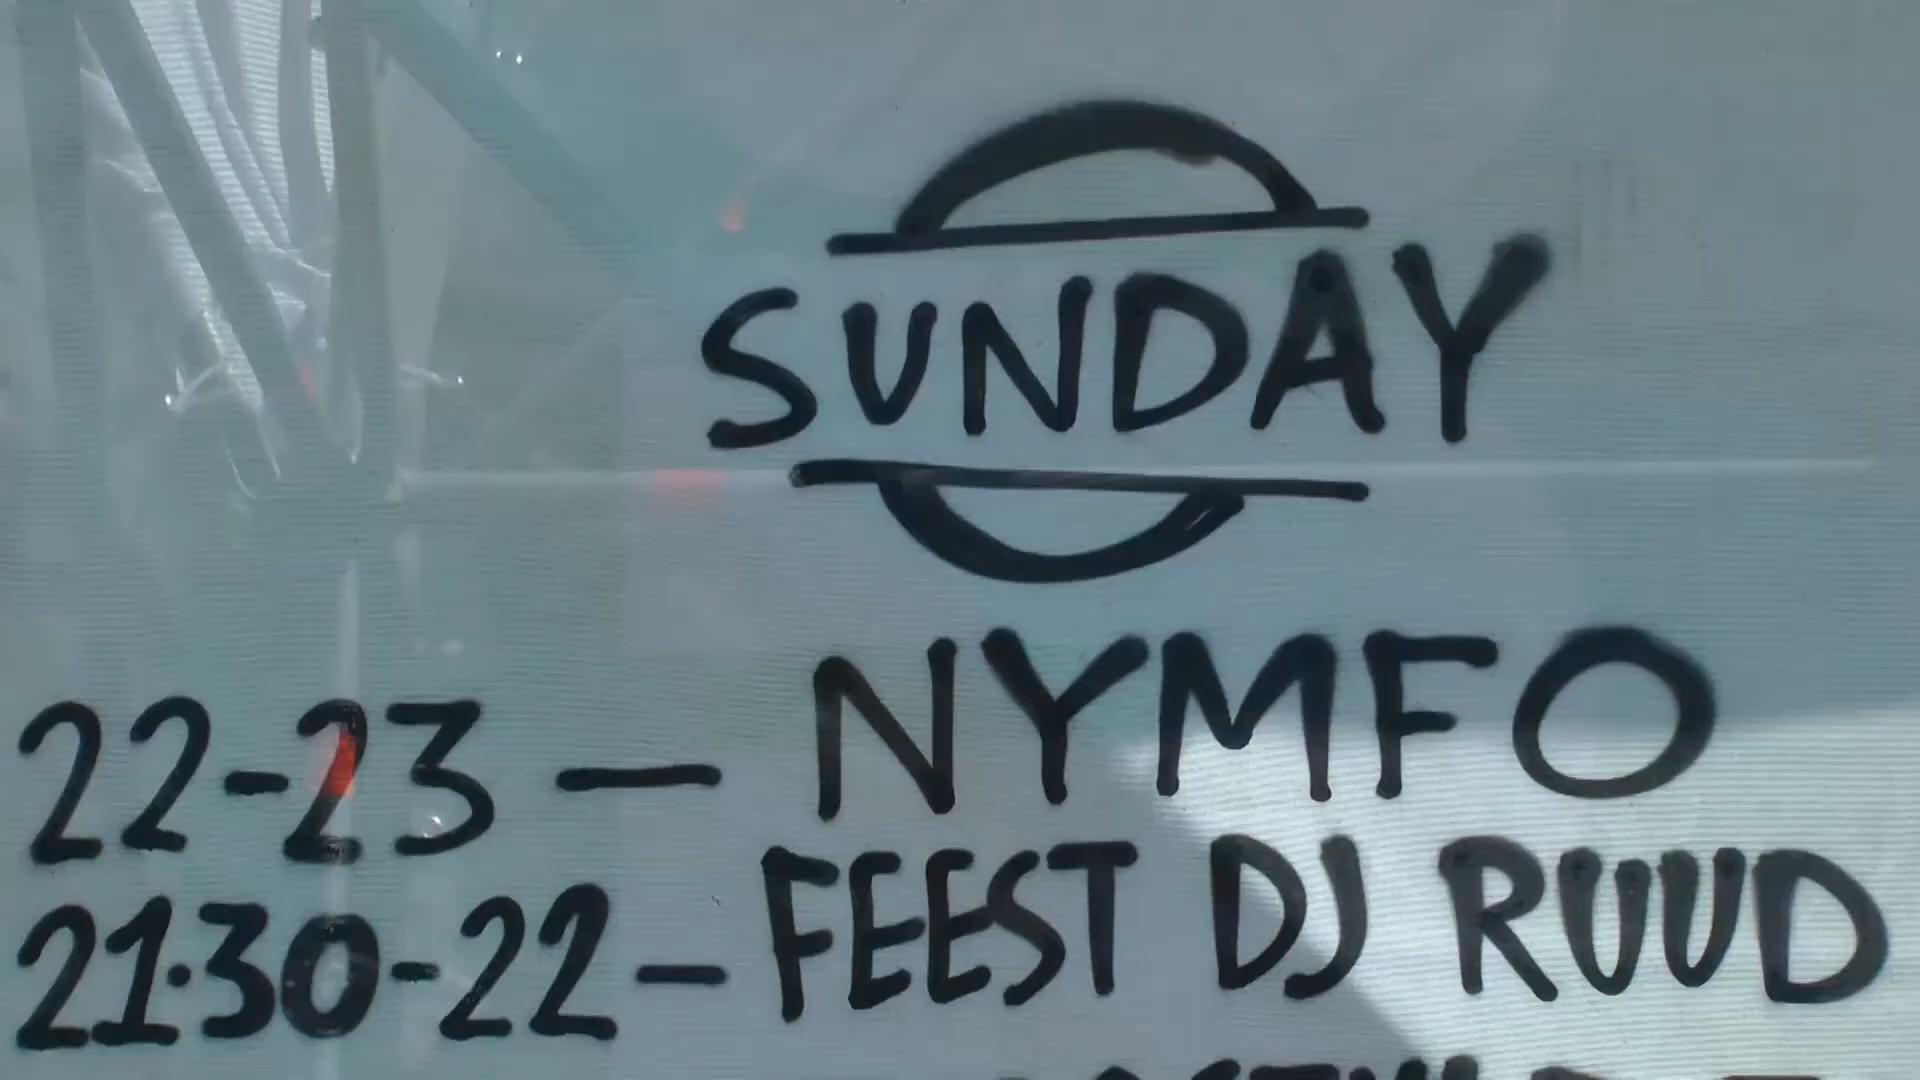 SUNDAY
22-23 — NYMFO
21.30-22 — FEEST DJ RUUD